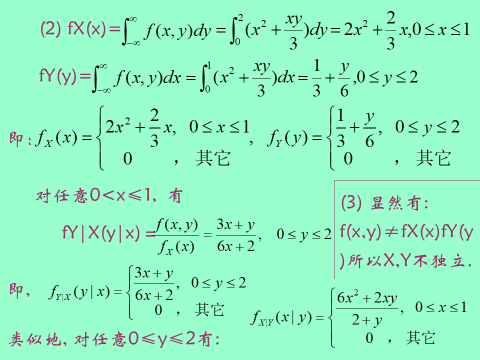 (2) fX(x)=∫_{-∞}^{∞} f(x,y)dy = ∫_0^2 (x² + xy/3)dy = 2x² + 2/3 x, 0≤x≤1
fY(y)=∫_{-∞}^{∞} f(x,y)dx = ∫_0^1 (x² + xy/3)dx = 1/3 + y/6, 0≤y≤2
即: f_X(x) = { 2x² + 2/3 x, 0≤x≤1, f_Y(y) = { 1/3 + y/6, 0≤y≤2
0 , 其它 0 , 其它
对任意0<x≤1, 有
fY|X(y|x) = f(x,y)/f_X(x) = (3x+y)/(6x+2), 0≤y≤2
(3) 显然有:
f(x,y)≠fX(x)fY(y
)所以X,Y不独立.
即, f_{Y|X}(y|x) = { (3x+y)/(6x+2), 0≤y≤2
0 , 其它
类似地,对任意0≤y≤2有:
f_{X|Y}(x|y) = { (6x²+2xy)/(2+y), 0≤x≤1
0 , 其它